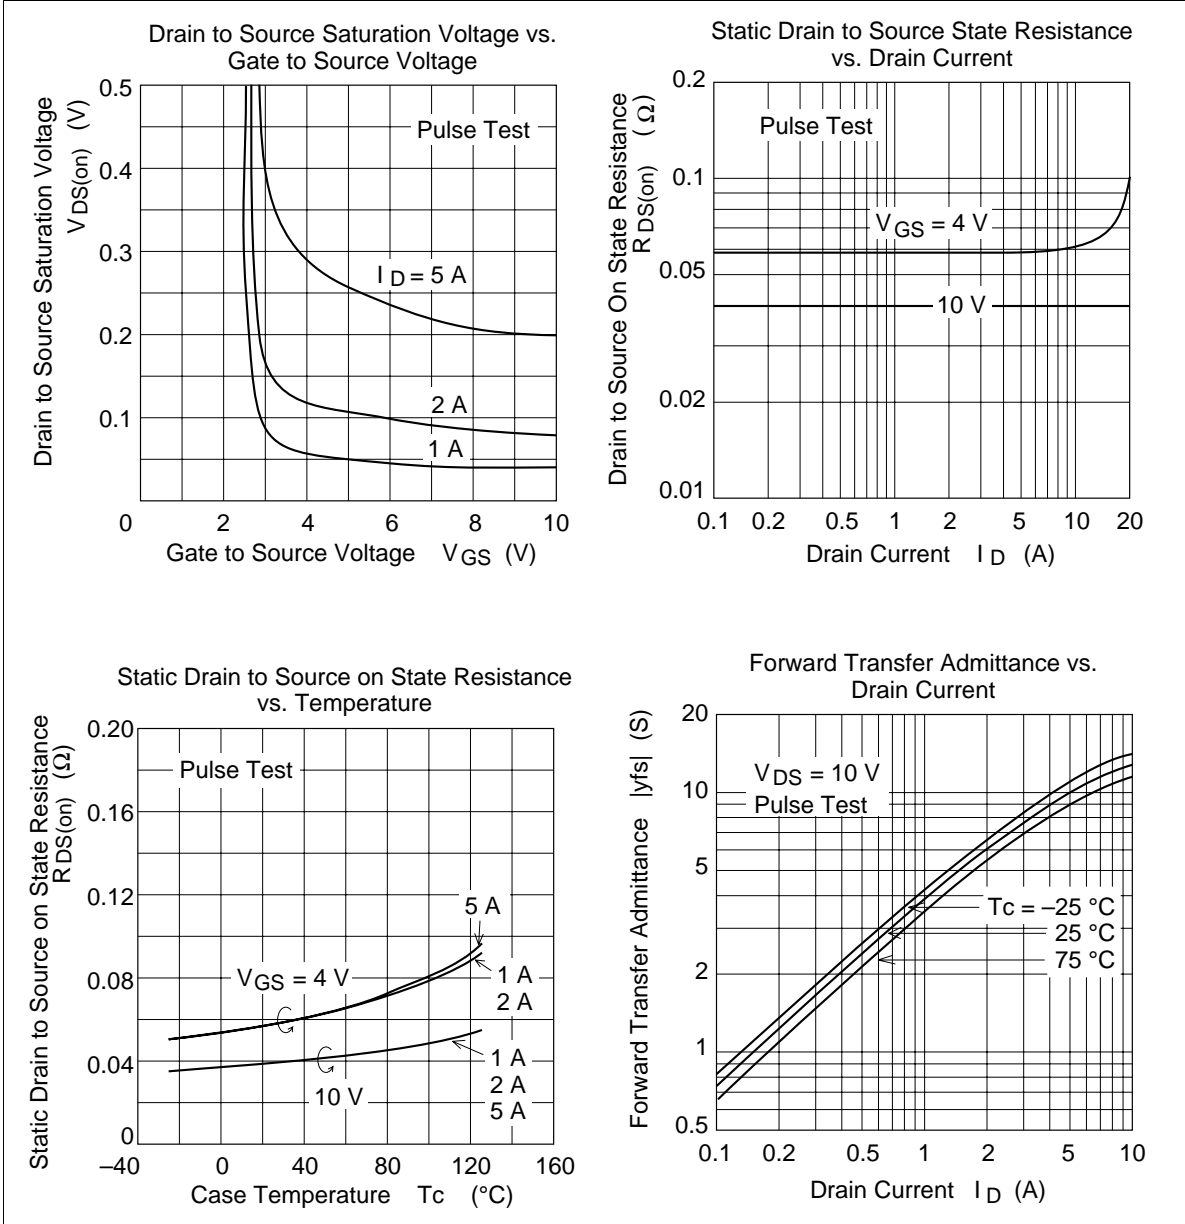 Drain to Source Saturation Voltage vs.
Gate to Source Voltage
Drain to Source Saturation Voltage
V DS(on) (V)
0.5
0.4
0.3
0.2
0.1
Pulse Test
I D = 5 A
2 A
1 A
0 2 4 6 8 10
Gate to Source Voltage V GS (V)
Static Drain to Source State Resistance
vs. Drain Current
Drain to Source On State Resistance
R DS(on) ( Ω )
0.2
0.1
0.05
0.02
0.01
Pulse Test
V GS = 4 V
10 V
0.1 0.2 0.5 1 2 5 10 20
Drain Current I D (A)
Static Drain to Source on State Resistance
vs. Temperature
Static Drain to Source on State Resistance
R DS(on) (Ω)
0.20
0.16
0.12
0.08
0.04
0
Pulse Test
5 A
V GS = 4 V
1 A
2 A
10 V
1 A
2 A
5 A
–40 0 40 80 120 160
Case Temperature Tc (°C)
Forward Transfer Admittance vs.
Drain Current
Forward Transfer Admittance |yfs| (S)
20
10
5
2
1
0.5
V DS = 10 V
Pulse Test
Tc = –25 °C
25 °C
75 °C
0.1 0.2 0.5 1 2 5 10
Drain Current I D (A)